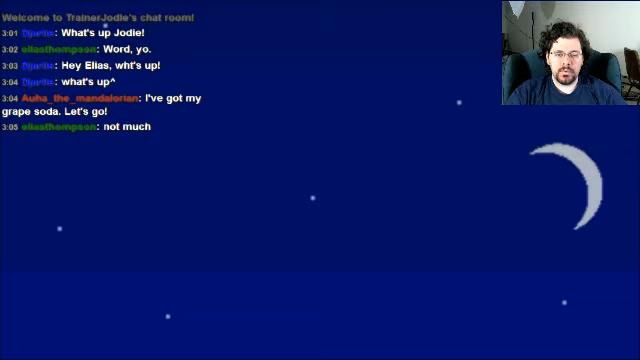 Welcome to TrainerJodie's chat room!
3:01 Djurtle: What's up Jodie!
3:02 eliasthompson: Word, yo.
3:03 Djurtle: Hey Elias, wht's up!
3:04 Djurtle: what's up^
3:04 Auha_the_mandalorian: I've got my
grape soda. Let's go!
3:05 eliasthompson: not much